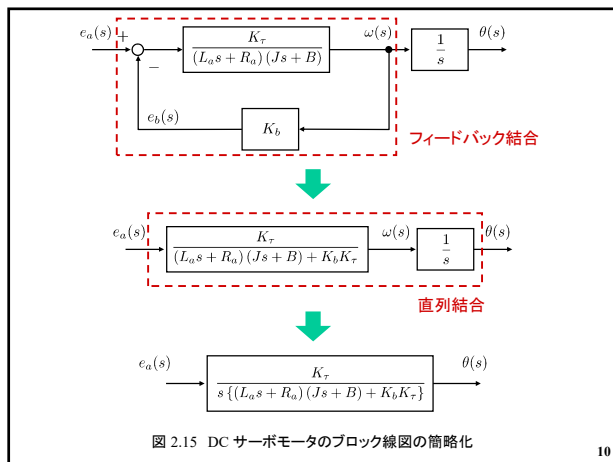 e_a(s) +
−
K_τ
(L_a s + R_a) (Js + B)
ω(s)
1
s
θ(s)
e_b(s)
K_b
フィードバック結合
e_a(s)
K_τ
(L_a s + R_a) (Js + B) + K_b K_τ
ω(s)
1
s
θ(s)
直列結合
e_a(s)
K_τ
s {(L_a s + R_a) (Js + B) + K_b K_τ}
θ(s)
図 2.15 DC サーボモータのブロック線図の簡略化
10